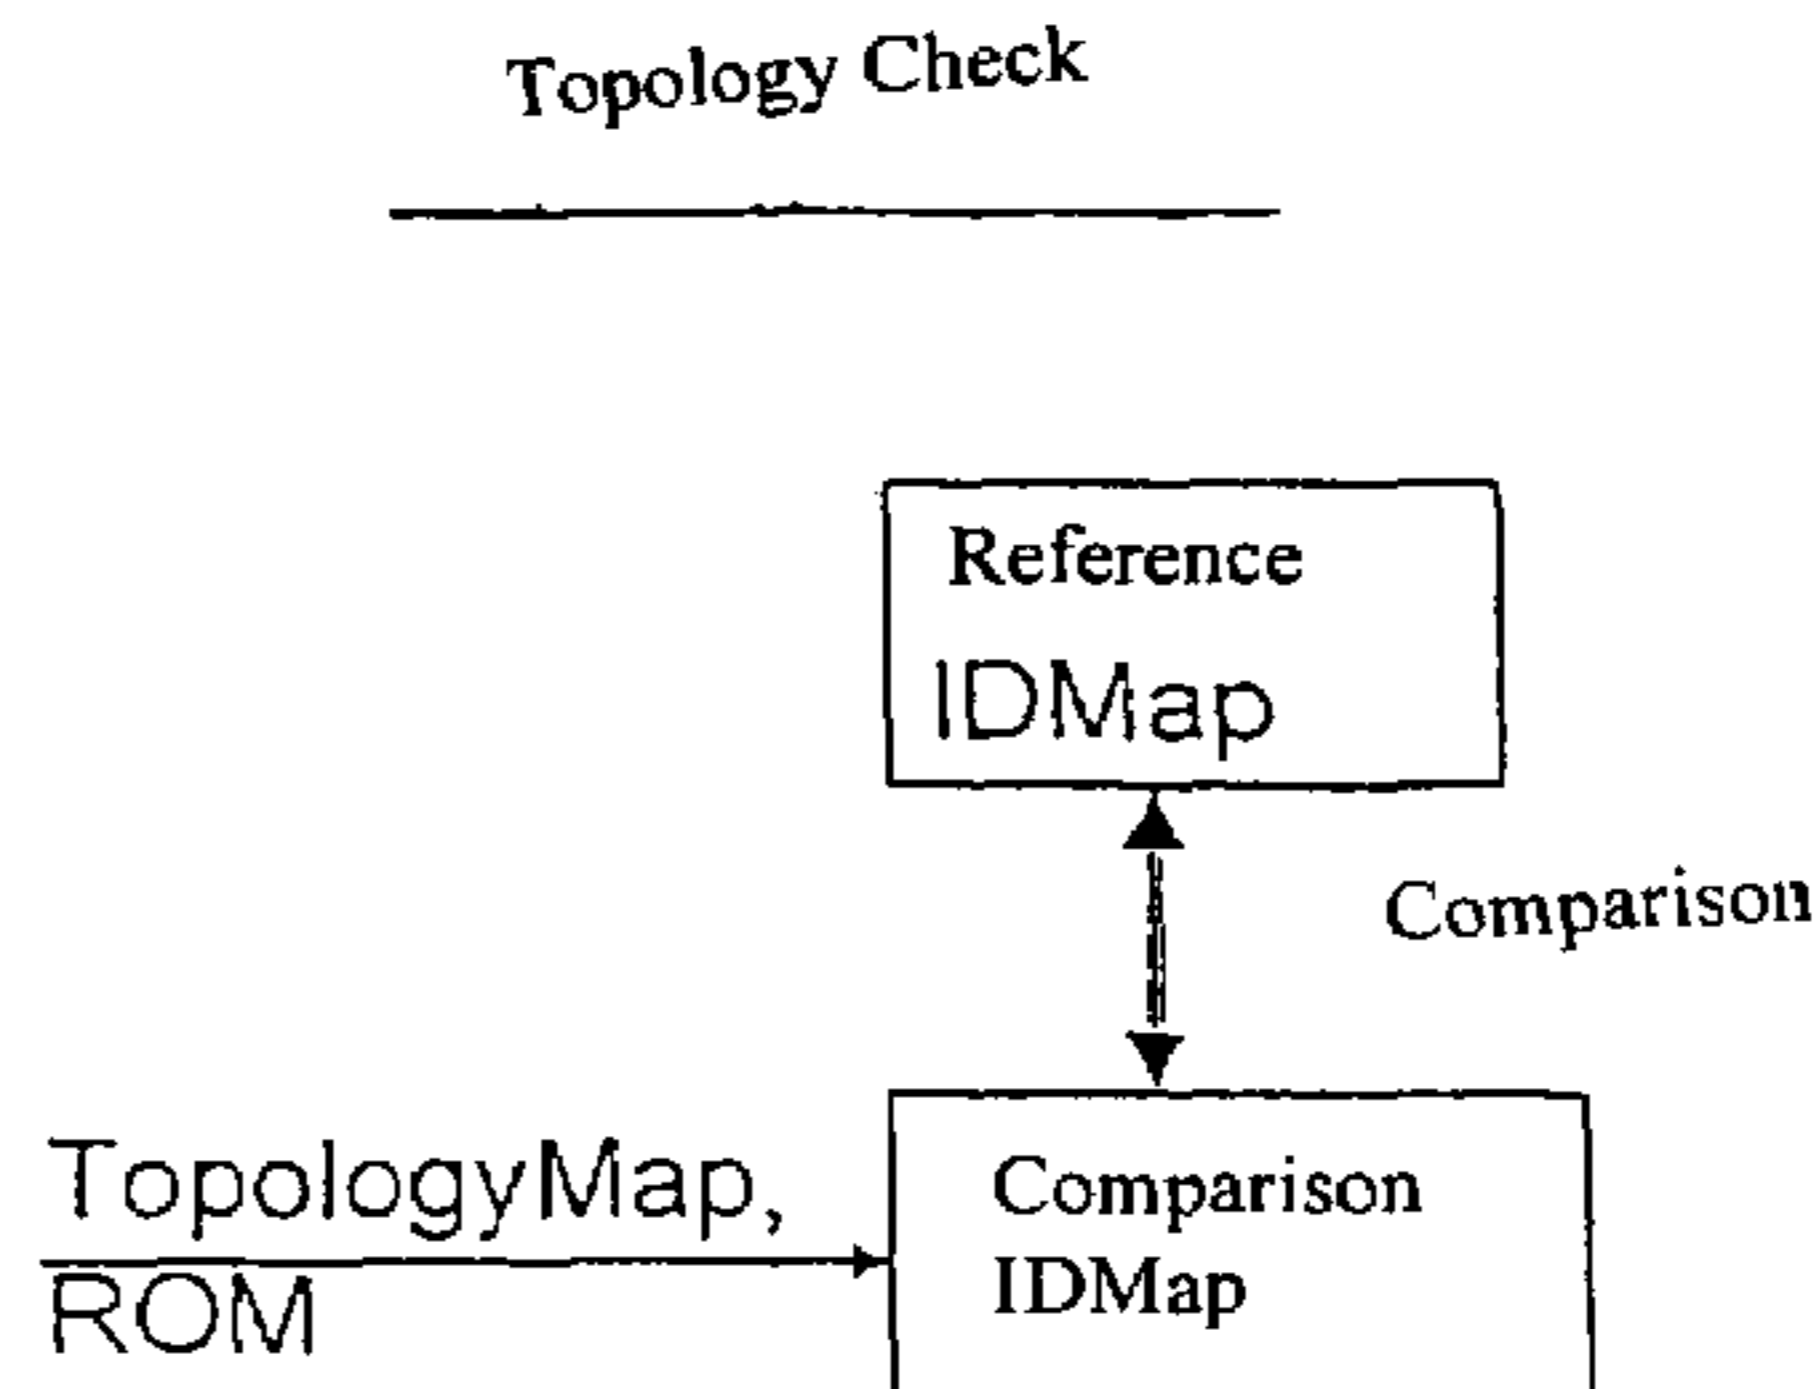 Topology Check
Reference
IDMap
Comparison
TopologyMap,
ROM
Comparison
IDMap